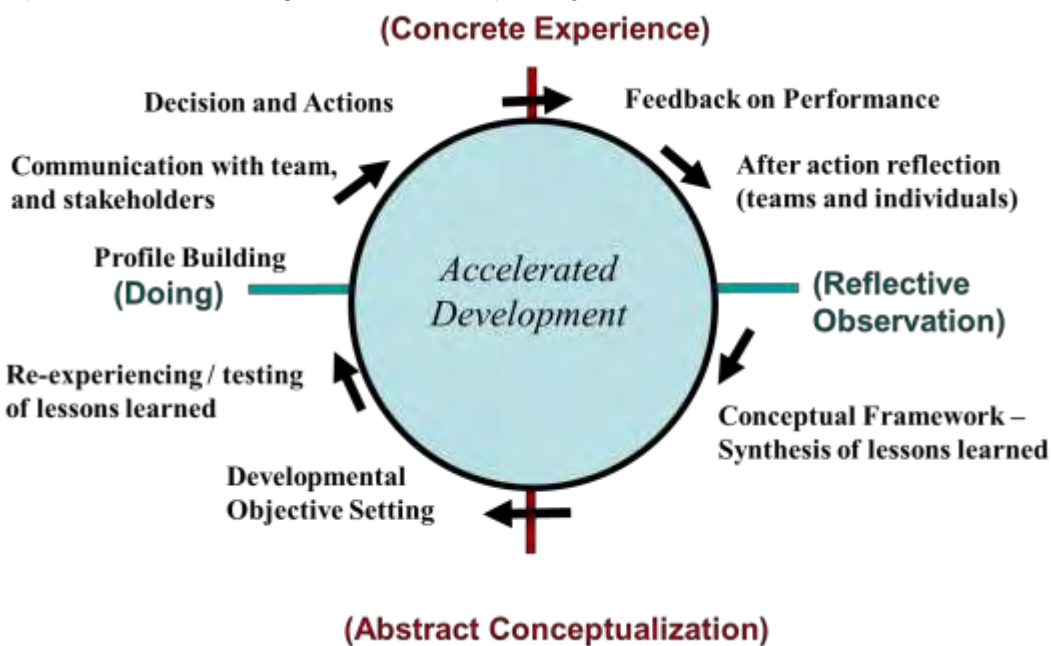 (Concrete Experience)
Decision and Actions
Feedback on Performance
Communication with team,
and stakeholders
After action reflection
(teams and individuals)
Profile Building
(Doing)
Accelerated
Development
(Reflective
Observation)
Re-experiencing / testing
of lessons learned
Conceptual Framework –
Synthesis of lessons learned
Developmental
Objective Setting
(Abstract Conceptualization)